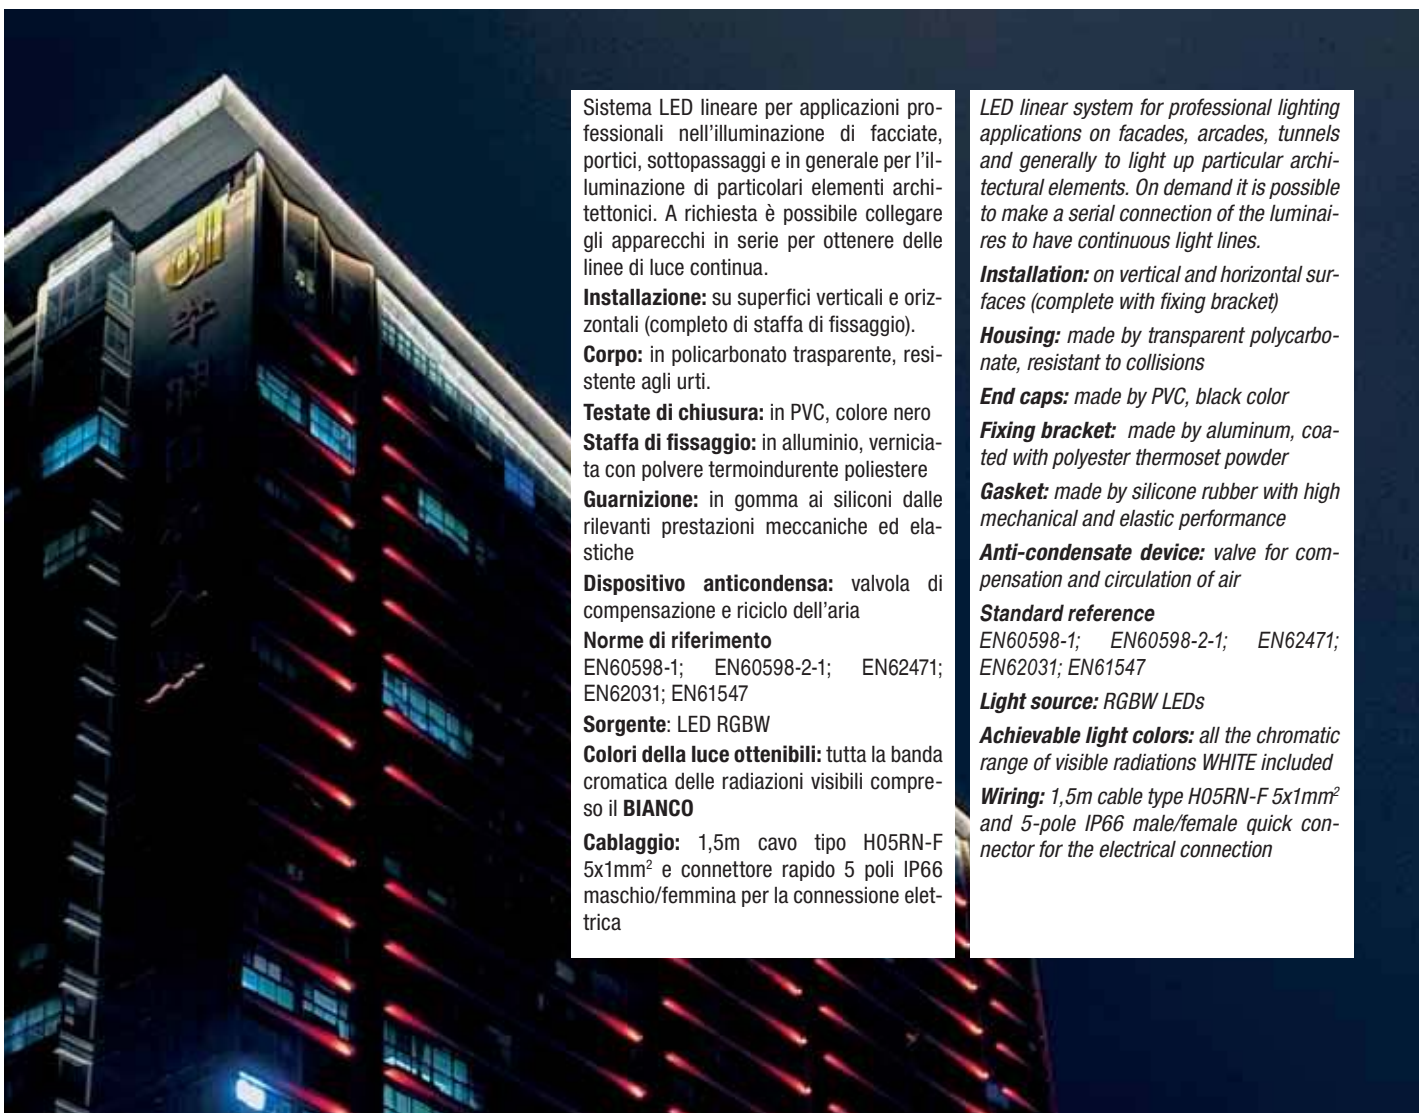 Sistema LED lineare per applicazioni pro-
fessionali nell'illuminazione di facciate,
portici, sottopassaggi e in generale per l'il-
luminazione di particolari elementi archi-
tettonici. A richiesta è possibile collegare
gli apparecchi in serie per ottenere delle
linee di luce continua.
Installazione: su superfici verticali e oriz-
zontali (completo di staffa di fissaggio).
Corpo: in policarbonato trasparente, resi-
stente agli urti.
Testate di chiusura: in PVC, colore nero
Staffa di fissaggio: in alluminio, vernicia-
ta con polvere termoindurente poliestere
Guarnizione: in gomma ai siliconi dalle
rilevanti prestazioni meccaniche ed ela-
stiche
Dispositivo anticondensa: valvola di
compensazione e riciclo dell'aria
Norme di riferimento
EN60598-1; EN60598-2-1; EN62471;
EN62031; EN61547
Sorgente: LED RGBW
Colori della luce ottenibili: tutta la banda
cromatica delle radiazioni visibili compre-
so il BIANCO
Cablaggio: 1,5m cavo tipo H05RN-F
5x1mm² e connettore rapido 5 poli IP66
maschio/femmina per la connessione elet-
trica
LED linear system for professional lighting
applications on facades, arcades, tunnels
and generally to light up particular archi-
tectural elements. On demand it is possible
to make a serial connection of the luminai-
res to have continuous light lines.
Installation: on vertical and horizontal sur-
faces (complete with fixing bracket)
Housing: made by transparent polycarbo-
nate, resistant to collisions
End caps: made by PVC, black color
Fixing bracket: made by aluminum, coa-
ted with polyester thermoset powder
Gasket: made by silicone rubber with high
mechanical and elastic performance
Anti-condensate device: valve for com-
pensation and circulation of air
Standard reference
EN60598-1; EN60598-2-1; EN62471;
EN62031; EN61547
Light source: RGBW LEDs
Achievable light colors: all the chromatic
range of visible radiations WHITE included
Wiring: 1,5m cable type H05RN-F 5x1mm²
and 5-pole IP66 male/female quick con-
nector for the electrical connection